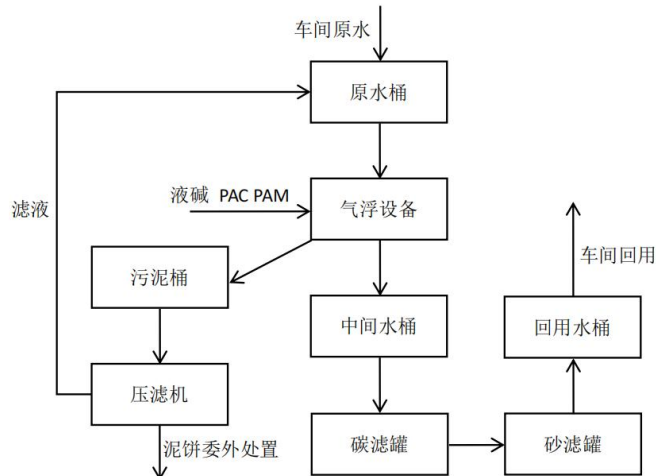 车间原水
原水桶
滤液
液碱 PAC PAM
气浮设备
污泥桶
车间回用
中间水桶
回用水桶
压滤机
泥饼委外处置
碳滤罐
砂滤罐